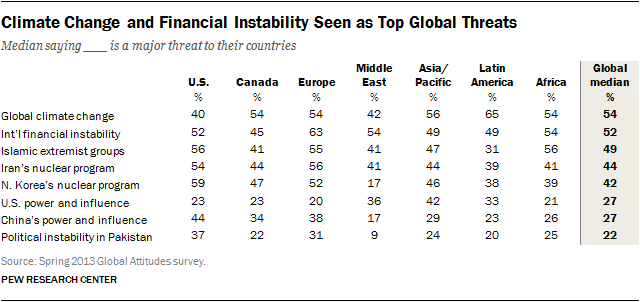 Climate Change and Financial Instability Seen as Top Global Threats
Median saying ___ is a major threat to their countries
U.S. Canada Europe Middle East Asia/Pacific Latin America Africa Global median
% % % % % % % %
Global climate change 40 54 54 42 56 65 54 54
Int'l financial instability 52 45 63 54 49 49 54 52
Islamic extremist groups 56 41 55 41 47 31 56 49
Iran's nuclear program 54 44 56 41 44 39 41 44
N. Korea's nuclear program 59 47 52 17 46 38 39 42
U.S. power and influence 23 23 20 36 42 33 21 27
China's power and influence 44 34 38 17 29 23 26 27
Political instability in Pakistan 37 22 31 9 24 20 25 22
Source: Spring 2013 Global Attitudes survey.
PEW RESEARCH CENTER